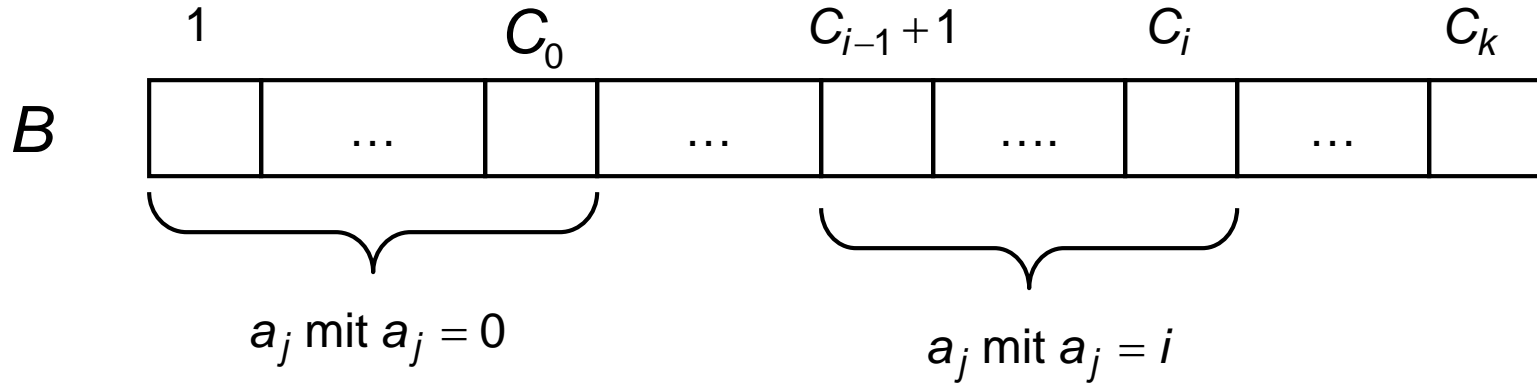 1 C₀ Cᵢ₋₁ + 1 Cᵢ Cₖ
B ... ... .... ...
aⱼ mit aⱼ = 0 aⱼ mit aⱼ = i